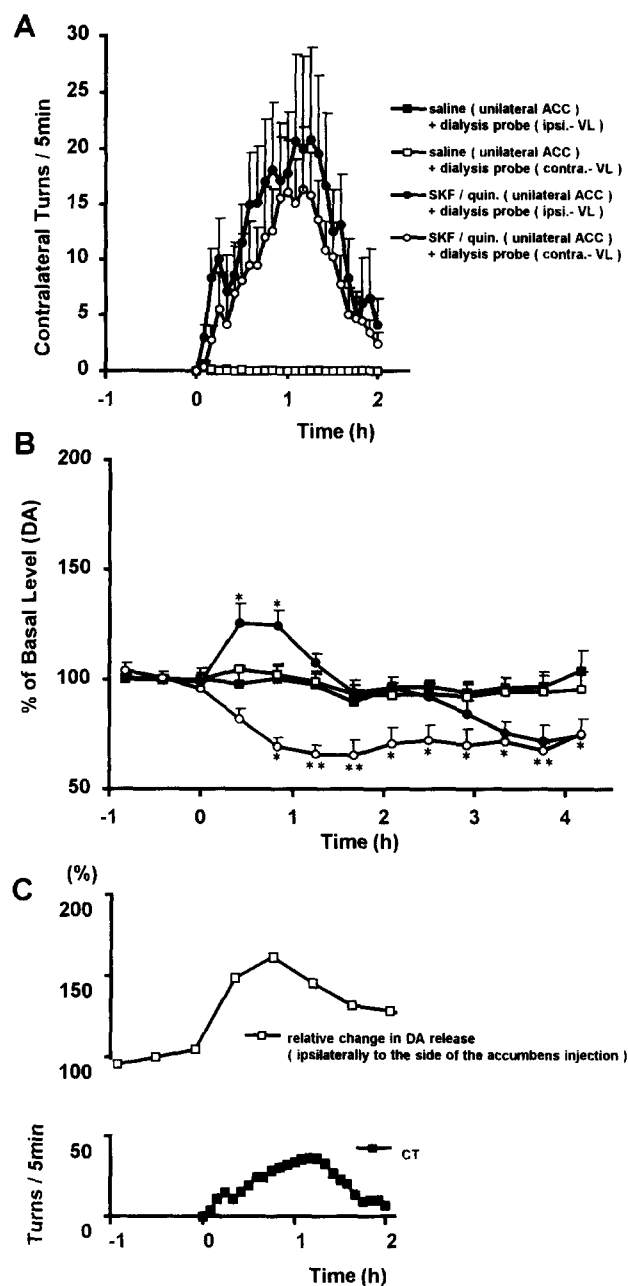 A
35
30
25
20
15
10
5
0
Contralateral Turns / 5min
-1 0 1 2
Time (h)
saline ( unilateral ACC )
+ dialysis probe ( ipsi.- VL )
saline ( unilateral ACC )
+ dialysis probe ( contra.- VL )
SKF / quin. ( unilateral ACC )
+ dialysis probe ( ipsi.- VL )
SKF / quin. ( unilateral ACC )
+ dialysis probe ( contra.- VL )
B
200
150
100
50
% of Basal Level (DA)
* *
* ** ** * * * * ** *
-1 0 1 2 3 4
Time (h)
C
(%)
200
150
100
relative change in DA release
( ipsilaterally to the side of the accumbens injection )
50
0
Turns / 5min
CT
-1 0 1 2
Time (h)